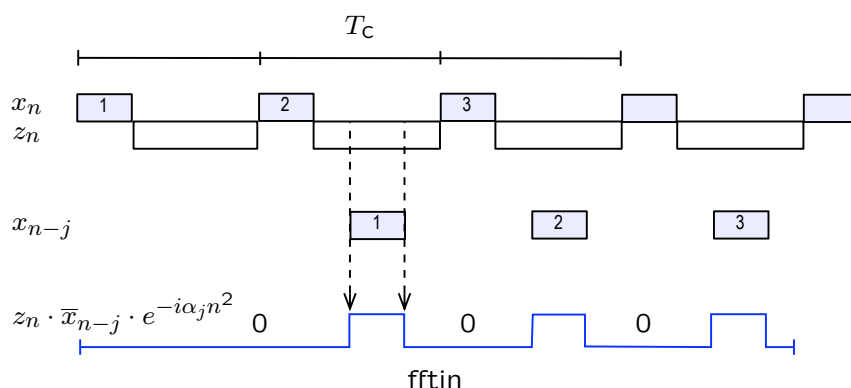 T_c
x_n 1 2 3
z_n
x_{n-j} 1 2 3
z_n · x̅_{n-j} · e^{-iα_j n^2} 0 0 0
fftin